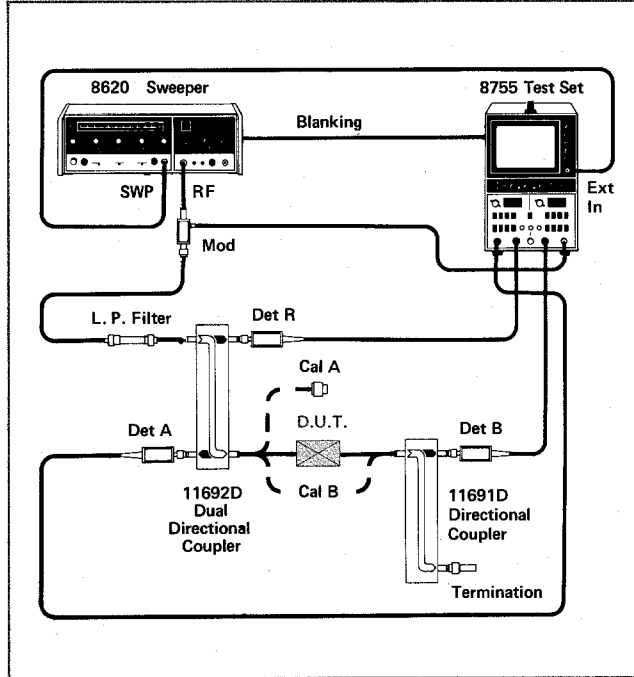 8620 Sweeper
8755 Test Set
Blanking
SWP
RF
Ext
In
Mod
L. P. Filter
Det R
Cal A
D.U.T.
Det A
Det B
Cal B
11692D
Dual
Directional
Coupler
11691D
Directional
Coupler
Termination